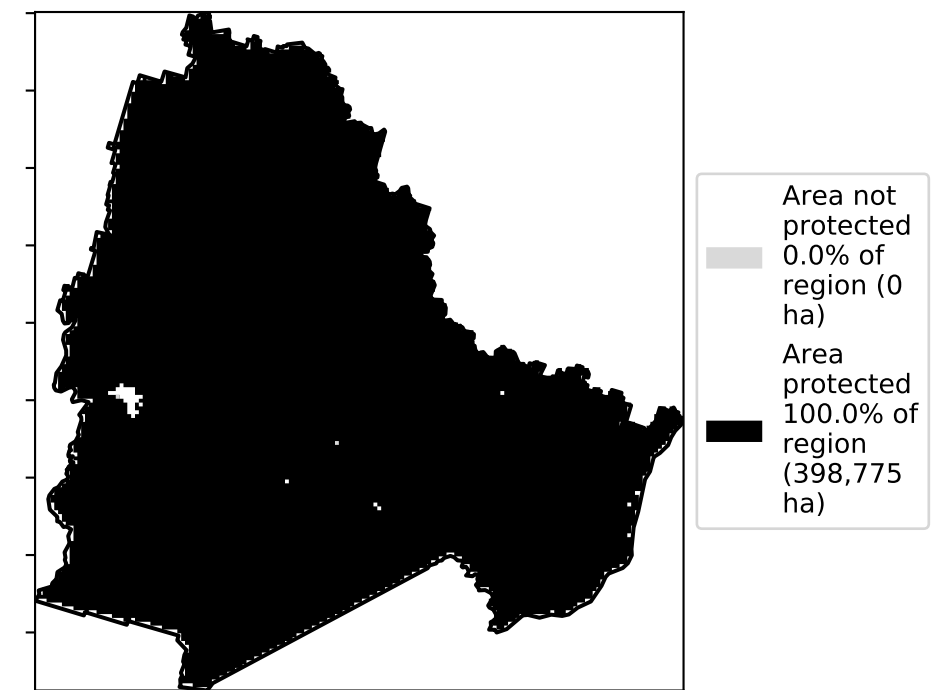 Area not
protected
0.0% of
region (0
ha)
Area
protected
100.0% of
region
(398,775
ha)